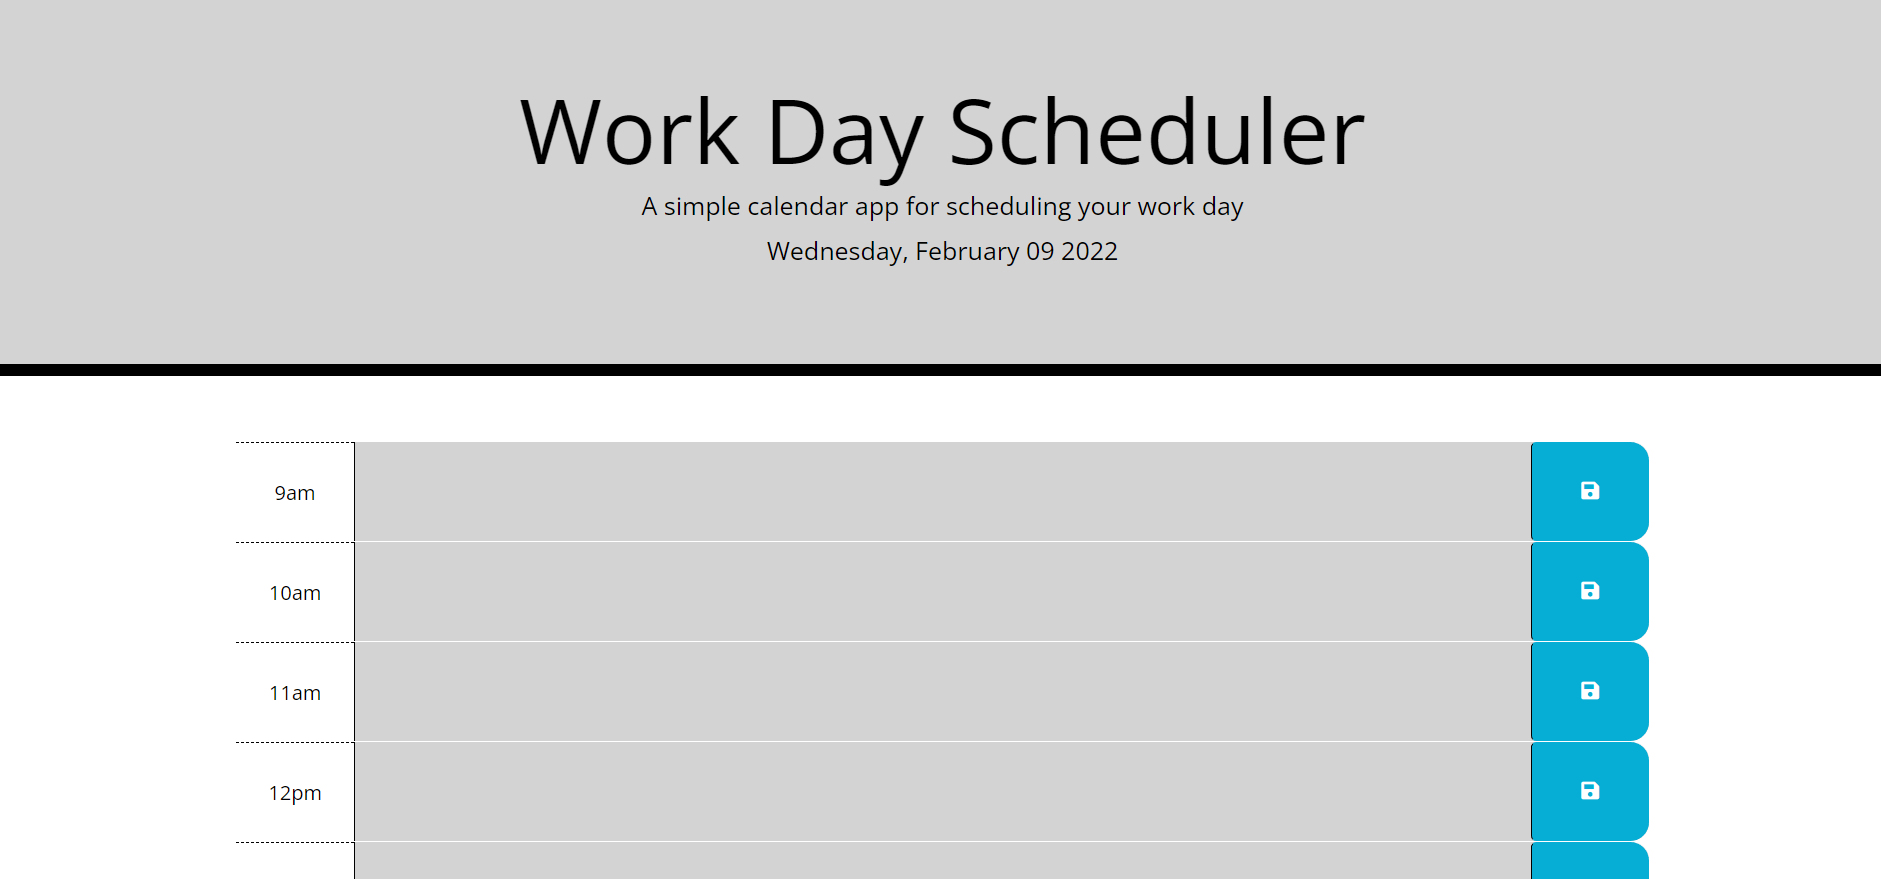 Work Day Scheduler
A simple calendar app for scheduling your work day
Wednesday, February 09 2022
9am
10am
11am
12pm